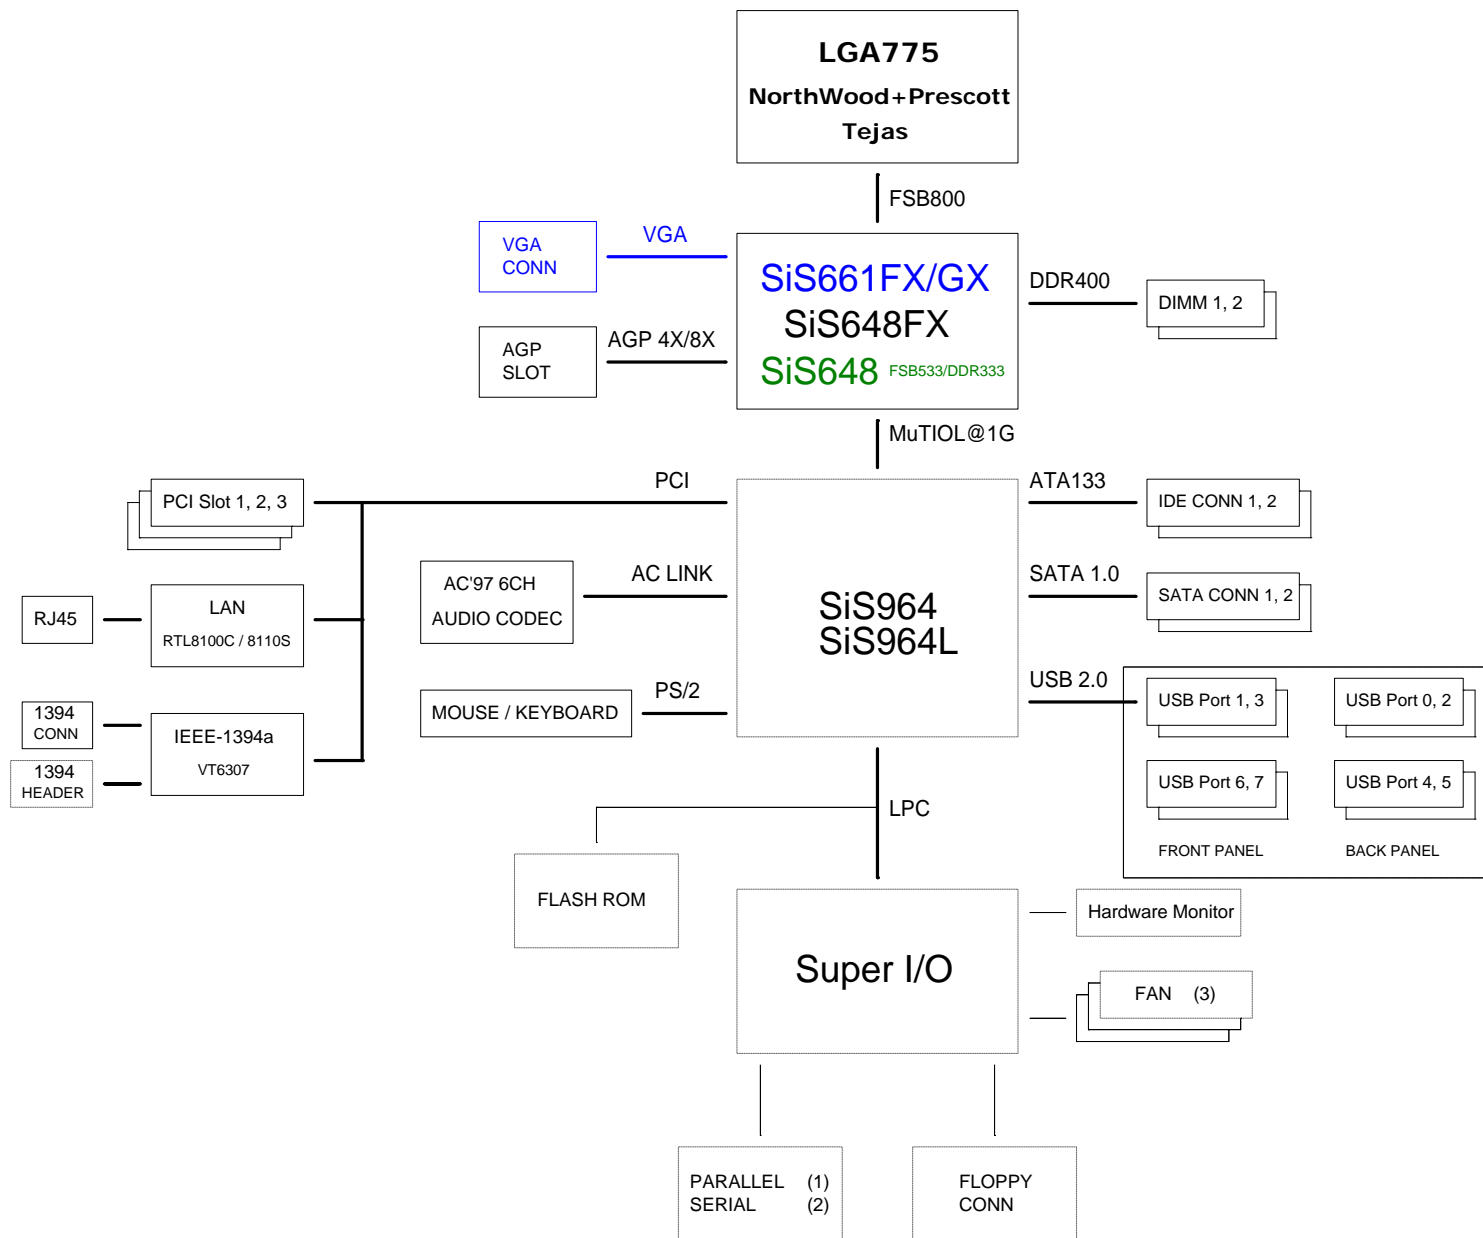 LGA775
NorthWood+Prescott
Tejas
FSB800
VGA
CONN
VGA
SiS661FX/GX
SiS648FX
SiS648 FSB533/DDR333
DDR400
DIMM 1, 2
AGP
SLOT
AGP 4X/8X
MuTIOL@1G
PCI Slot 1, 2, 3
PCI
ATA133
IDE CONN 1, 2
AC'97 6CH
AUDIO CODEC
AC LINK
SiS964
SiS964L
SATA 1.0
SATA CONN 1, 2
RJ45
LAN
RTL8100C / 8110S
MOUSE / KEYBOARD
PS/2
USB 2.0
USB Port 1, 3
USB Port 0, 2
USB Port 6, 7
USB Port 4, 5
FRONT PANEL
BACK PANEL
1394
CONN
1394
HEADER
IEEE-1394a
VT6307
LPC
FLASH ROM
Super I/O
Hardware Monitor
FAN (3)
PARALLEL (1)
SERIAL (2)
FLOPPY
CONN